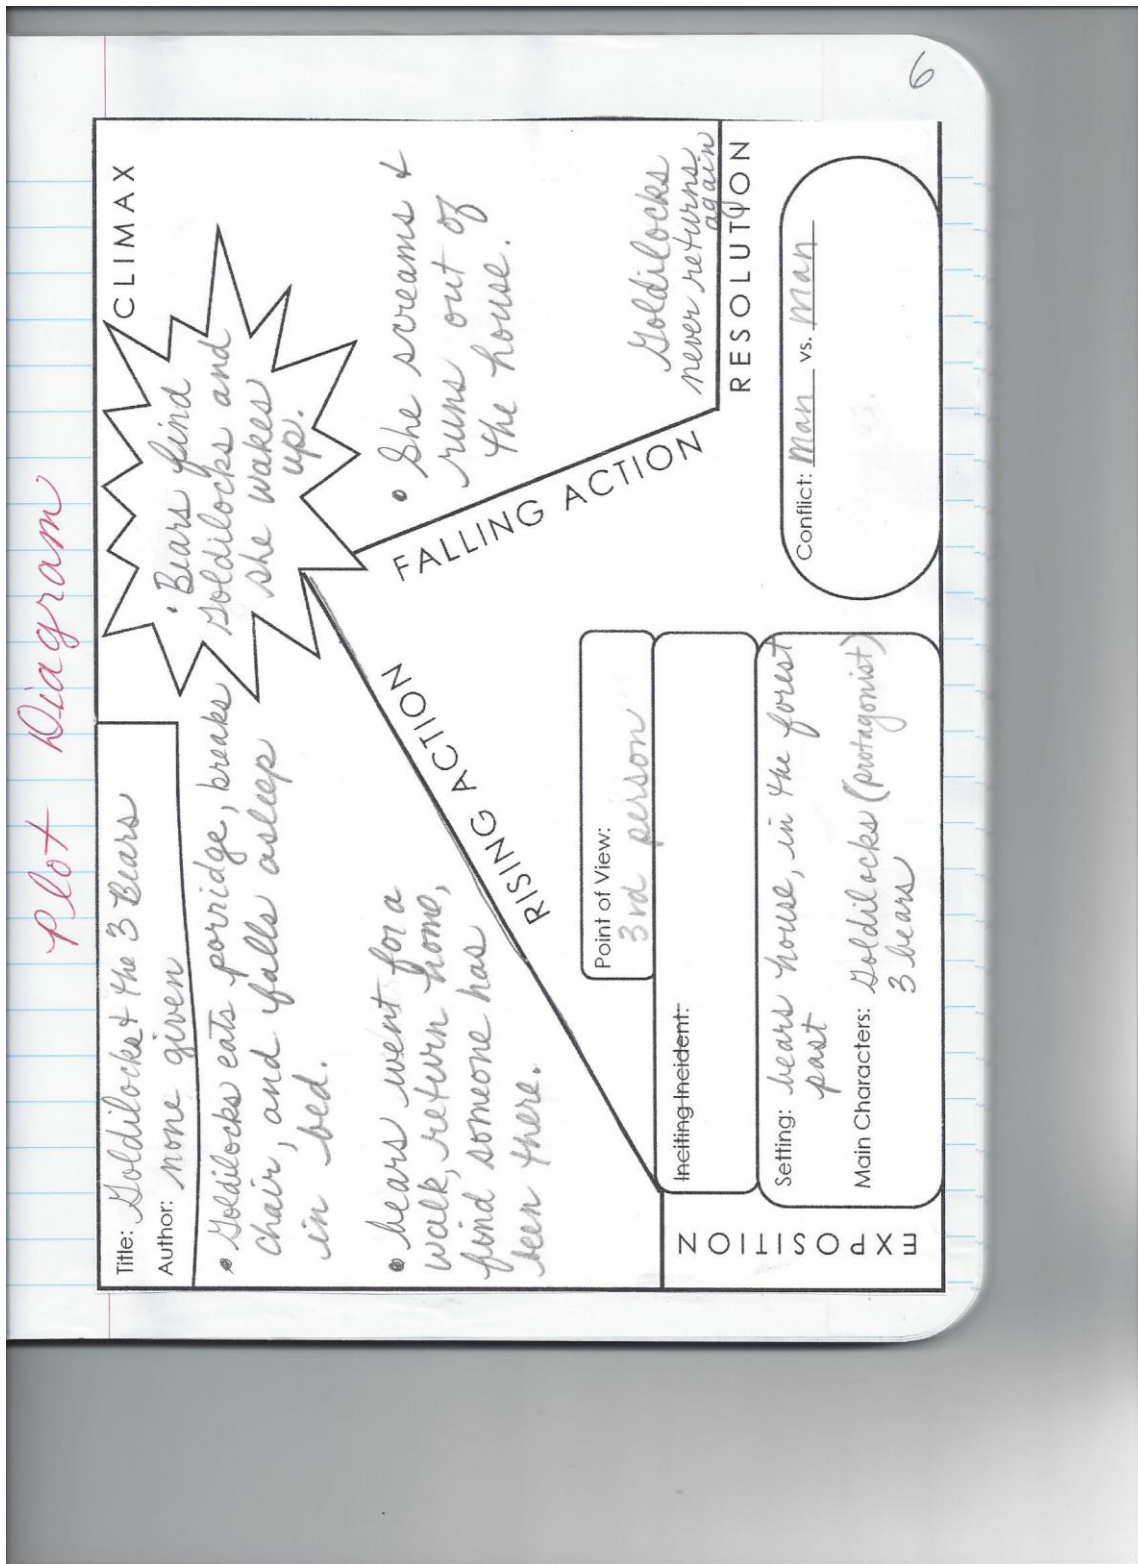 Plot Diagram
6
Title: Goldilocks & the 3 Bears
Author: none given
• Goldilocks eats porridge, breaks
chair, and falls asleep
in bed.
• bears went for a
walk, return home,
find someone has
been there.
RISING ACTION
CLIMAX
• Bears find
Goldilocks and
she wakes
up.
• She screams &
runs out of
the house.
FALLING ACTION
Goldilocks
never returns
again
RESOLUTION
Point of View:
3rd person
Inciting Incident:
EXPOSITION
Setting: bears house, in the forest
past
Main Characters: Goldilocks (protagonist)
3 bears
Conflict: Man vs. Man